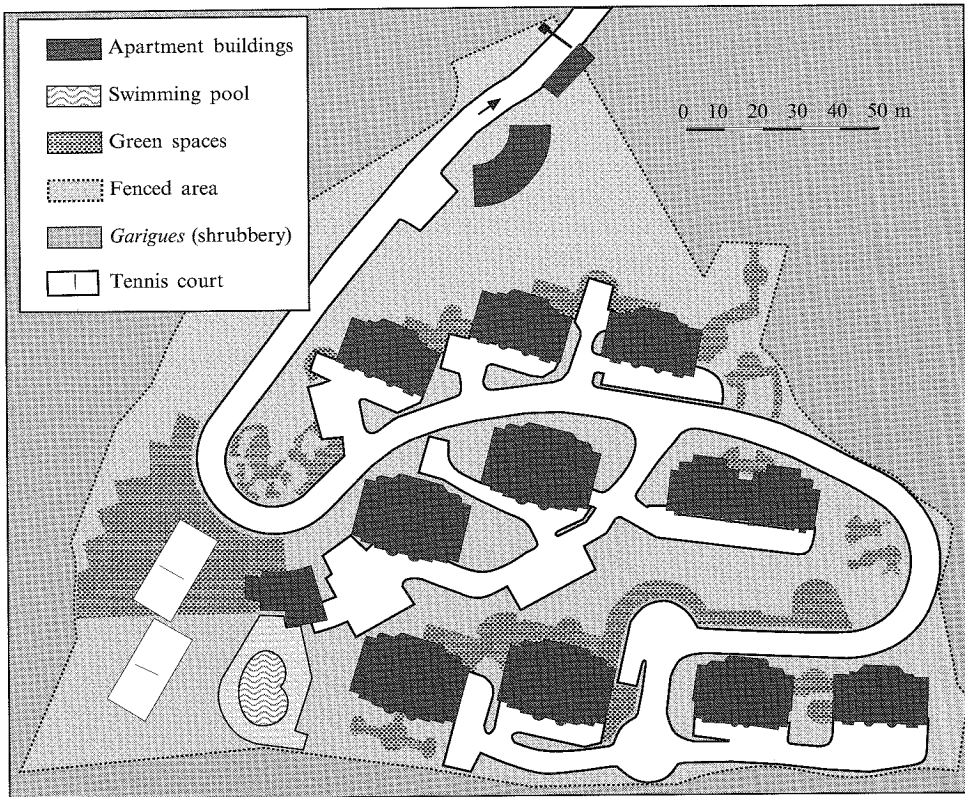 Apartment buildings
Swimming pool
Green spaces
Fenced area
Garigues (shrubbery)
Tennis court
0 10 20 30 40 50 m